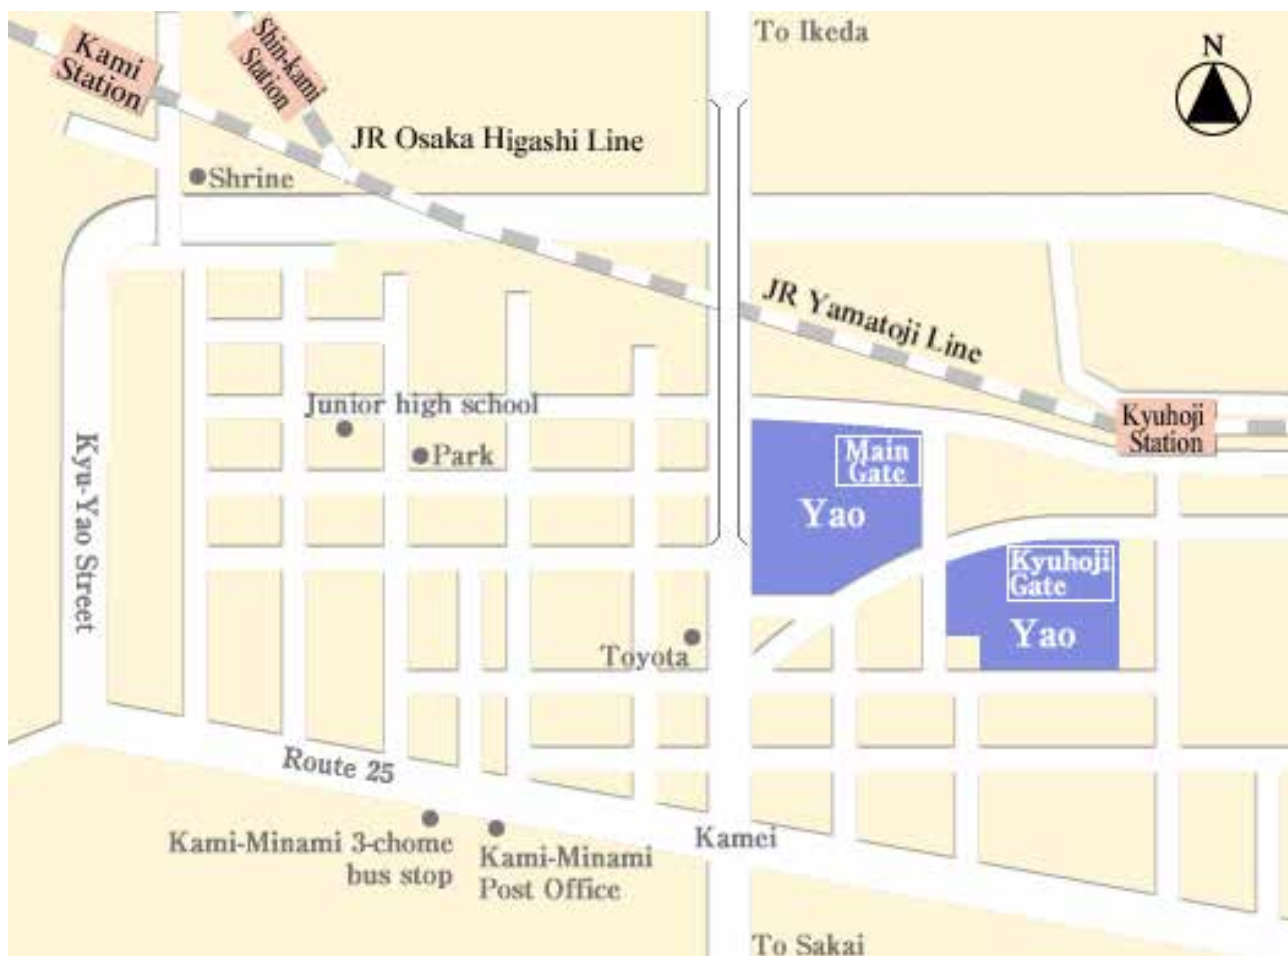 To Ikeda
N
Kami
Station
Shin-kami
Station
JR Osaka Higashi Line
Shrine
JR Yamatoji Line
Junior high school
Park
Kyuhoji
Station
Main
Gate
Yao
Kyu-Yao Street
Kyuhoji
Gate
Yao
Toyota
Route 25
Kami-Minami 3-chome
bus stop
Kami-Minami
Post Office
Kamei
To Sakai